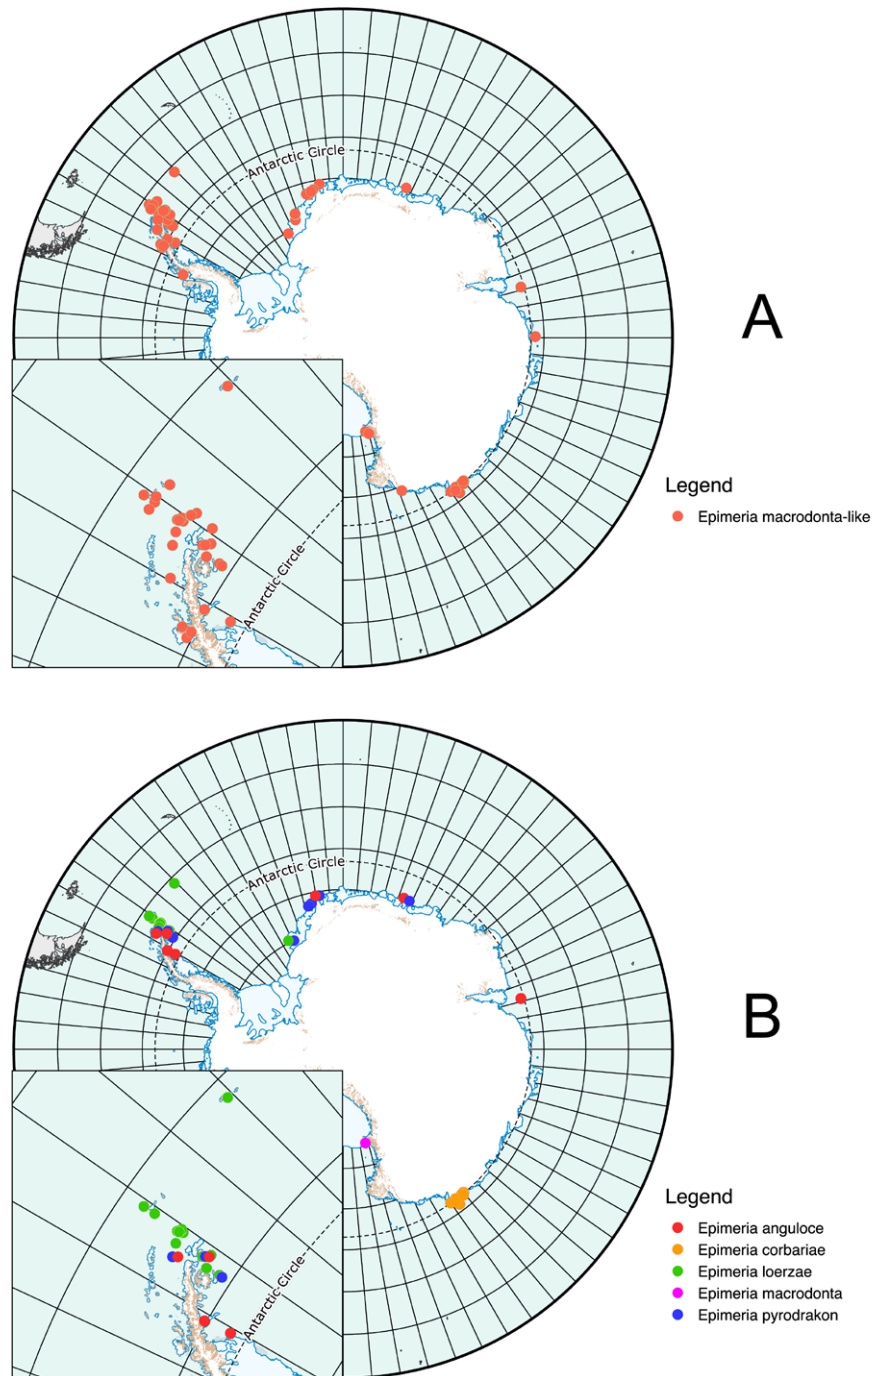 Antarctic Circle
A
Legend
Epimeria macrodonta-like
Antarctic Circle
Antarctic Circle
B
Legend
Epimeria anguloce
Epimeria corbariae
Epimeria loerzae
Epimeria macrodonta
Epimeria pyrodrakon
Antarctic Circle